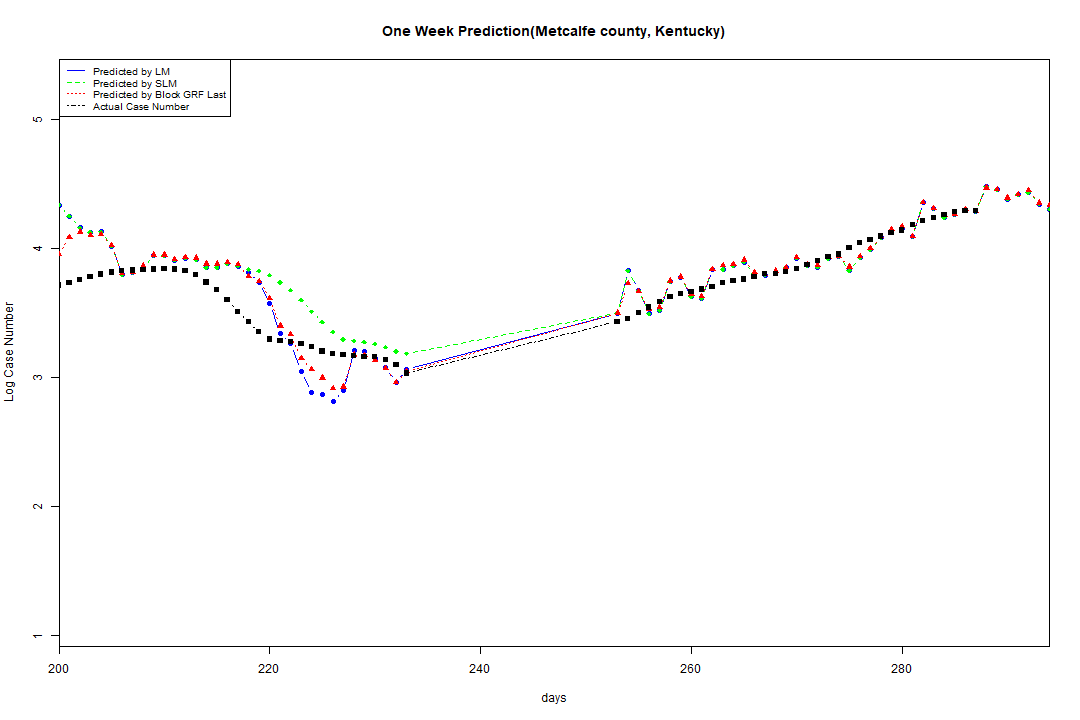 One Week Prediction(Metcalfe county, Kentucky)
Predicted by LM
Predicted by SLM
Predicted by Block GRF Last
Actual Case Number
5
4
3
2
1
Log Case Number
200 220 240 260 280
days